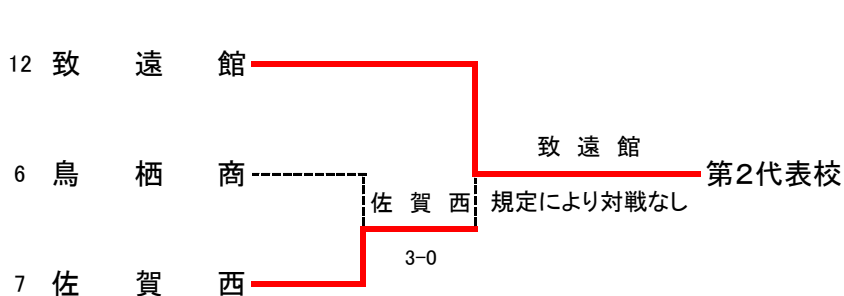 12 致 遠 館
致 遠 館
6 鳥 栖 商
第2代表校
佐 賀 西
規定により対戦なし
3-0
7 佐 賀 西